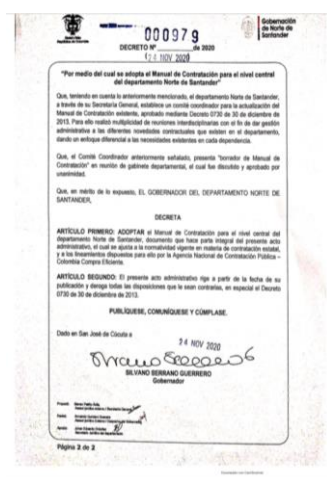 Gobernación
de Norte de
Santander
República de Colombia
000979
DECRETO Nº de 2020
(24 NOV 2020
"Por medio del cual se adopta el Manual de Contratación para el nivel central
del departamento Norte de Santander"
Que, teniendo en cuenta lo anteriormente mencionado, el departamento Norte de Santander,
a través de su Secretaría General, establece un comité coordinador para la actualización del
Manual de Contratación existente, aprobado mediante Decreto 0730 de 30 de diciembre de
2013. Para ello realizó multiplicidad de reuniones interdisciplinarias con el fin de dar gestión
administrativa a las diferentes novedades contractuales que existen en el departamento,
dando un enfoque diferencial a las necesidades existentes en cada dependencia.
Que, el Comité Coordinador anteriormente señalado, presenta "borrador de Manual de
Contratación" en reunión de gabinete departamental, el cual fue discutido y aprobado por
unanimidad.
Que, en mérito de lo expuesto, EL GOBERNADOR DEL DEPARTAMENTO NORTE DE
SANTANDER,
DECRETA
ARTÍCULO PRIMERO: ADOPTAR el Manual de Contratación para el nivel central del
departamento Norte de Santander, documento que hace parte integral del presente acto
administrativo, el cual se ajusta a la normatividad vigente en materia de contratación estatal,
y a los lineamientos dispuestos para ello por la Agencia Nacional de Contratación Pública –
Colombia Compra Eficiente.
ARTÍCULO SEGUNDO: El presente acto administrativo rige a partir de la fecha de su
publicación y deroga todas las disposiciones que le sean contrarias, en especial el Decreto
0730 de 30 de diciembre de 2013.
PUBLÍQUESE, COMUNÍQUESE Y CÚMPLASE.
Dado en San José de Cúcuta a
24 NOV 2020
SILVANO SERRANO GUERRERO
Gobernador
Página 2 de 2